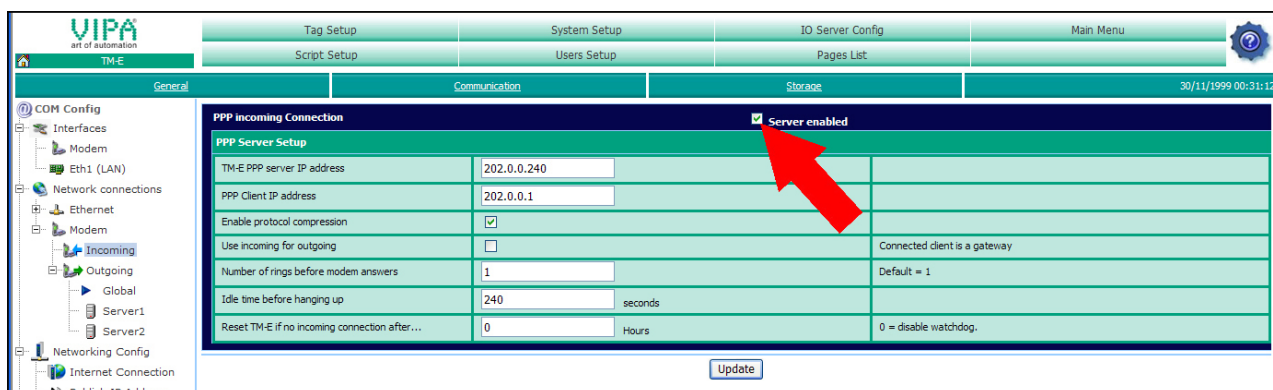 VIPA
art of automation
TM-E
Tag Setup System Setup IO Server Config Main Menu
Script Setup Users Setup Pages List
General Communication Storage 30/11/1999 00:31:12
COM Config
Interfaces
Modem
Eth1 (LAN)
Network connections
Ethernet
Modem
Incoming
Outgoing
Global
Server1
Server2
Networking Config
Internet Connection
PPP incoming Connection Server enabled
PPP Server Setup
TM-E PPP server IP address 202.0.0.240
PPP Client IP address 202.0.0.1
Enable protocol compression
Use incoming for outgoing Connected client is a gateway
Number of rings before modem answers 1 Default = 1
Idle time before hanging up 240 seconds
Reset TM-E if no incoming connection after... 0 Hours 0 = disable watchdog.
Update